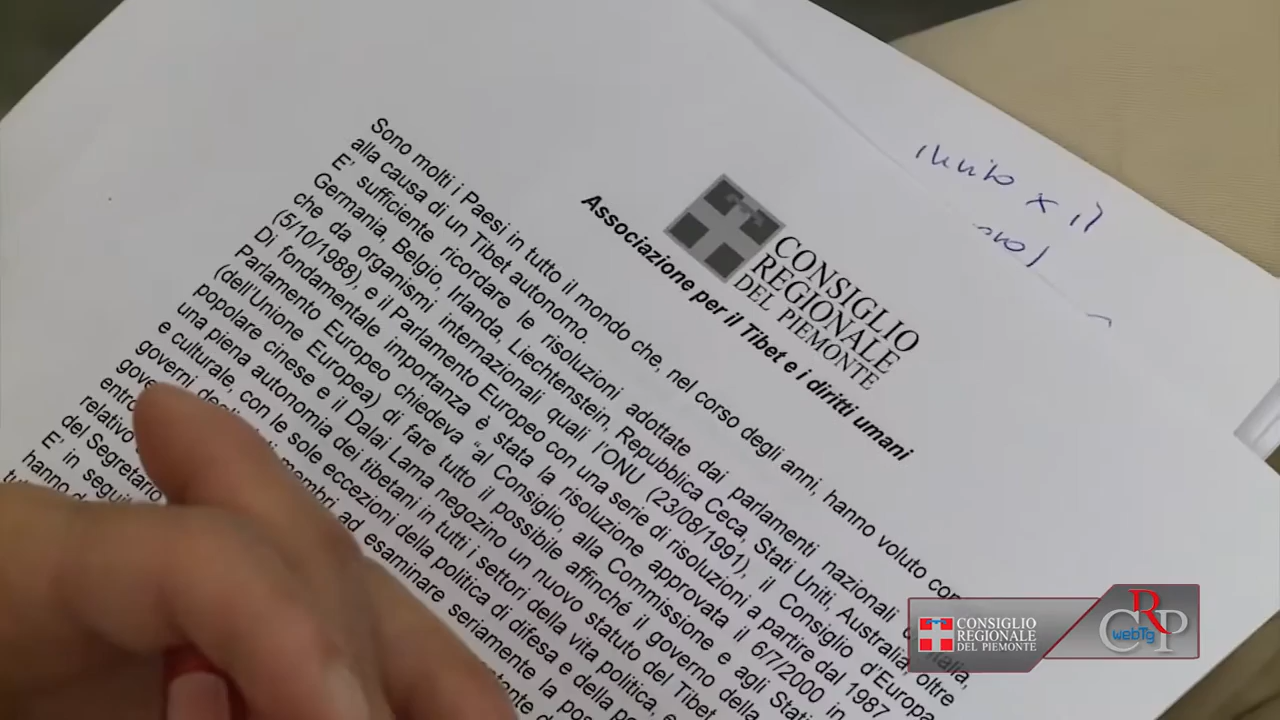 CONSIGLIO
REGIONALE
DEL PIEMONTE
Associazione per il Tibet e i diritti umani
invito x il
Sono molti i Paesi in tutto il mondo che, nel corso degli anni, hanno voluto
alla causa di un Tibet autonomo.
E' sufficiente ricordare le risoluzioni adottate dai parlamenti nazionali Italia,
Germania, Belgio, Irlanda, Liechtenstein, Repubblica Ceca, Stati Uniti, Australia, oltre
che da organismi internazionali quali l'ONU (23/08/1991), il Consiglio d'Europa
(5/10/1988), e il Parlamento Europeo con una serie di risoluzioni a partire dal 1987
Di fondamentale importanza è stata la risoluzione approvata il 6/7/2000 in
Parlamento Europeo chiedeva "al Consiglio, alla Commissione e agli Stati
(dell'Unione Europea) di fare tutto il possibile affinché il governo della
popolare cinese e il Dalai Lama negozino un nuovo statuto del Tibet
una piena autonomia dei tibetani in tutti i settori della vita politica, e
e culturale, con le sole eccezioni della politica di difesa e della
governi membri ad esaminare seriamente la
entro
relativo
del Segretario
E' in
hanno
CONSIGLIO
REGIONALE
DEL PIEMONTE
CRP
webTg